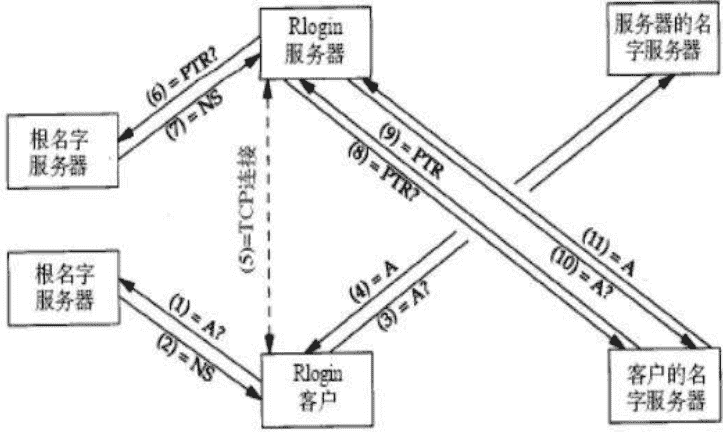 Rlogin
服务器
服务器的名
字服务器
(6) = PTR?
(7) = NS
根名字
服务器
(9) = PTR
(8) = PTR?
(5)=TCP连接
根名字
服务器
(1) = A?
(2) = NS
(4) = A
(3) = A?
(11) = A
(10) = A?
Rlogin
客户
客户的名
字服务器